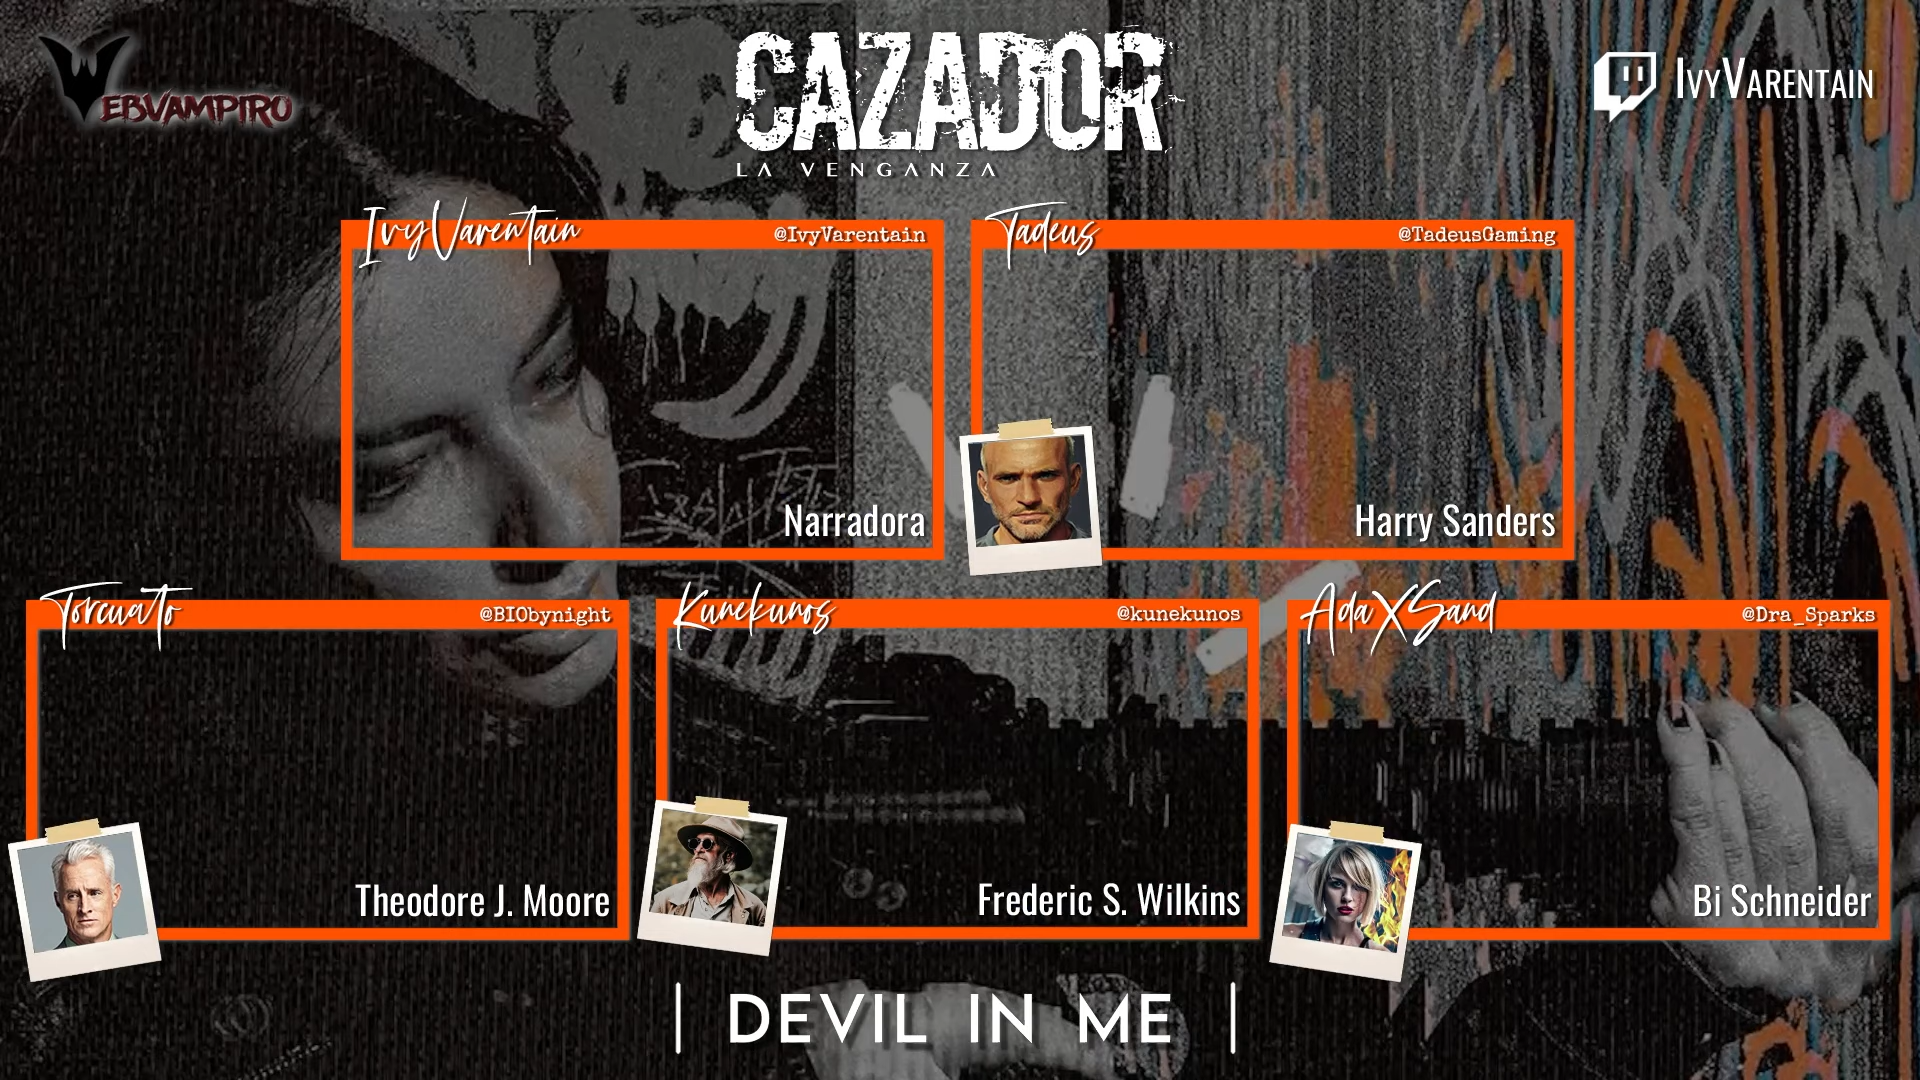 WEBVAMPIRO
CAZADOR
LA VENGANZA
IVYVARENTAIN
IvyVarentain
@IvyVarentain
Narradora
Tadeus
@TadeusGaming
Harry Sanders
Torcuato
@BIObynight
Theodore J. Moore
Kunekunos
@kunekunos
Frederic S. Wilkins
AdaXSand
@Dra_Sparks
Bi Schneider
| DEVIL IN ME |